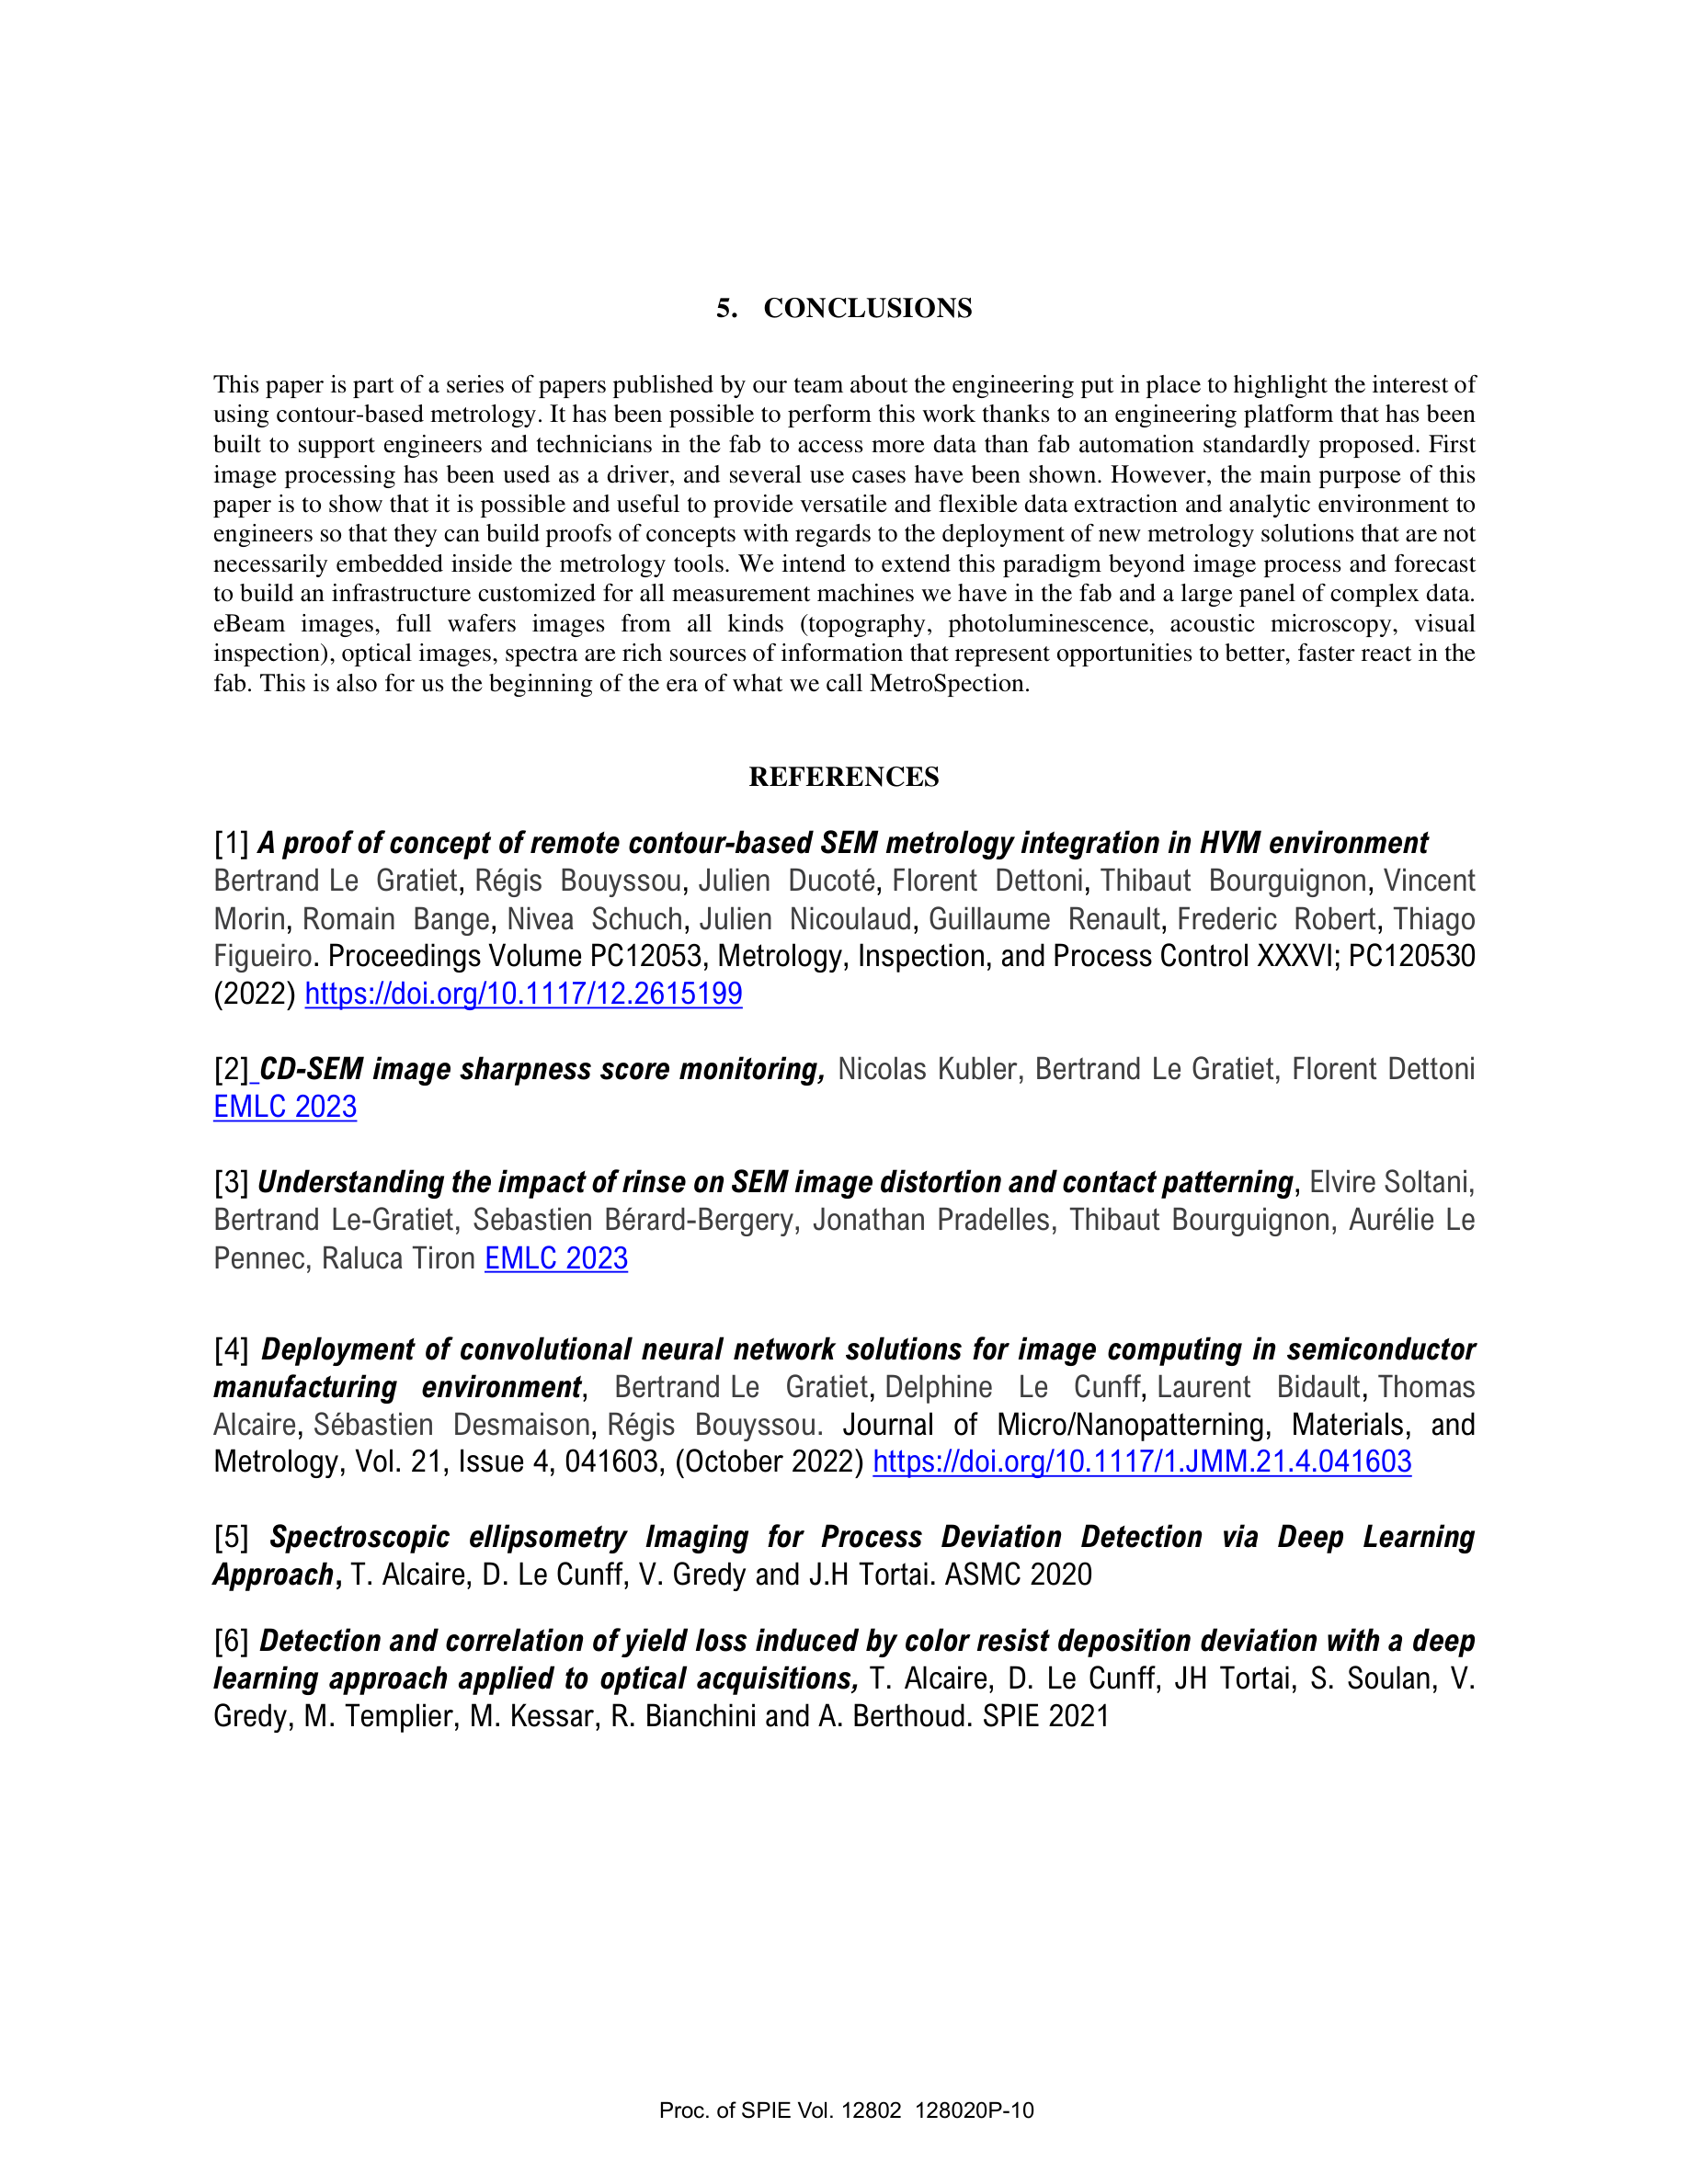 5. CONCLUSIONS
This paper is part of a series of papers published by our team about the engineering put in place to highlight the interest of
using contour-based metrology. It has been possible to perform this work thanks to an engineering platform that has been
built to support engineers and technicians in the fab to access more data than fab automation standardly proposed. First
image processing has been used as a driver, and several use cases have been shown. However, the main purpose of this
paper is to show that it is possible and useful to provide versatile and flexible data extraction and analytic environment to
engineers so that they can build proofs of concepts with regards to the deployment of new metrology solutions that are not
necessarily embedded inside the metrology tools. We intend to extend this paradigm beyond image process and forecast
to build an infrastructure customized for all measurement machines we have in the fab and a large panel of complex data.
eBeam images, full wafers images from all kinds (topography, photoluminescence, acoustic microscopy, visual
inspection), optical images, spectra are rich sources of information that represent opportunities to better, faster react in the
fab. This is also for us the beginning of the era of what we call MetroSpection.
REFERENCES
[1] A proof of concept of remote contour-based SEM metrology integration in HVM environment
Bertrand Le Gratiet, Régis Bouyssou, Julien Ducoté, Florent Dettoni, Thibaut Bourguignon, Vincent
Morin, Romain Bange, Nivea Schuch, Julien Nicoulaud, Guillaume Renault, Frederic Robert, Thiago
Figueiro. Proceedings Volume PC12053, Metrology, Inspection, and Process Control XXXVI; PC120530
(2022) https://doi.org/10.1117/12.2615199
[2] CD-SEM image sharpness score monitoring, Nicolas Kubler, Bertrand Le Gratiet, Florent Dettoni
EMLC 2023
[3] Understanding the impact of rinse on SEM image distortion and contact patterning, Elvire Soltani,
Bertrand Le-Gratiet, Sebastien Bérard-Bergery, Jonathan Pradelles, Thibaut Bourguignon, Aurélie Le
Pennec, Raluca Tiron EMLC 2023
[4] Deployment of convolutional neural network solutions for image computing in semiconductor
manufacturing environment, Bertrand Le Gratiet, Delphine Le Cunff, Laurent Bidault, Thomas
Alcaire, Sébastien Desmaison, Régis Bouyssou. Journal of Micro/Nanopatterning, Materials, and
Metrology, Vol. 21, Issue 4, 041603, (October 2022) https://doi.org/10.1117/1.JMM.21.4.041603
[5] Spectroscopic ellipsometry Imaging for Process Deviation Detection via Deep Learning
Approach, T. Alcaire, D. Le Cunff, V. Gredy and J.H Tortai. ASMC 2020
[6] Detection and correlation of yield loss induced by color resist deposition deviation with a deep
learning approach applied to optical acquisitions, T. Alcaire, D. Le Cunff, JH Tortai, S. Soulan, V.
Gredy, M. Templier, M. Kessar, R. Bianchini and A. Berthoud. SPIE 2021
Proc. of SPIE Vol. 12802 128020P-10